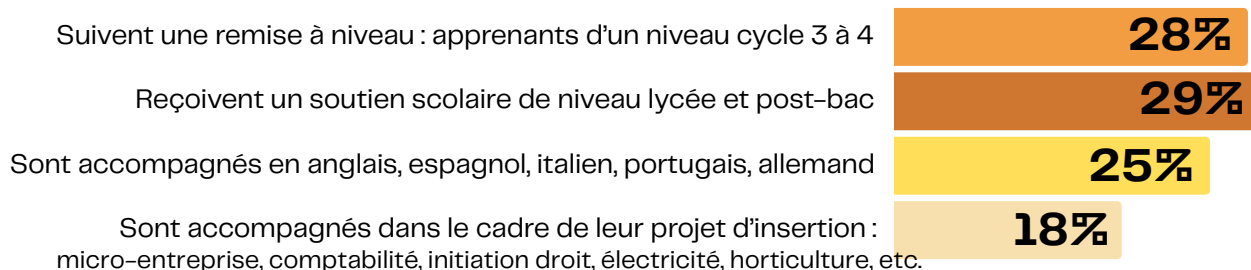 Suivent une remise à niveau : apprenants d’un niveau cycle 3 à 4
28%
Reçoivent un soutien scolaire de niveau lycée et post-bac
29%
Sont accompagnés en anglais, espagnol, italien, portugais, allemand
25%
Sont accompagnés dans le cadre de leur projet d’insertion :
18%
micro-entreprise, comptabilité, initiation droit, électricité, horticulture, etc.